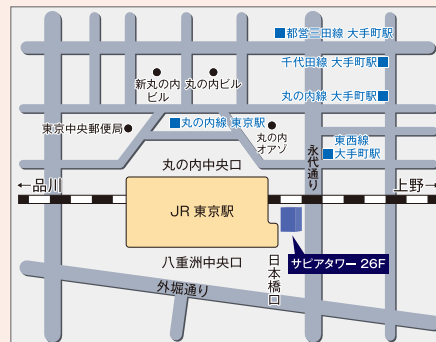 都営三田線 大手町駅
千代田線 大手町駅
新丸の内
ビル
丸の内ビル
丸の内線 大手町駅
東京中央郵便局
丸の内線 東京駅
丸の内
オアゾ
東西線
大手町駅
永代通り
丸の内中央口
←品川
上野→
JR 東京駅
八重洲中央口
日本橋口
サピアタワー 26F
外堀通り